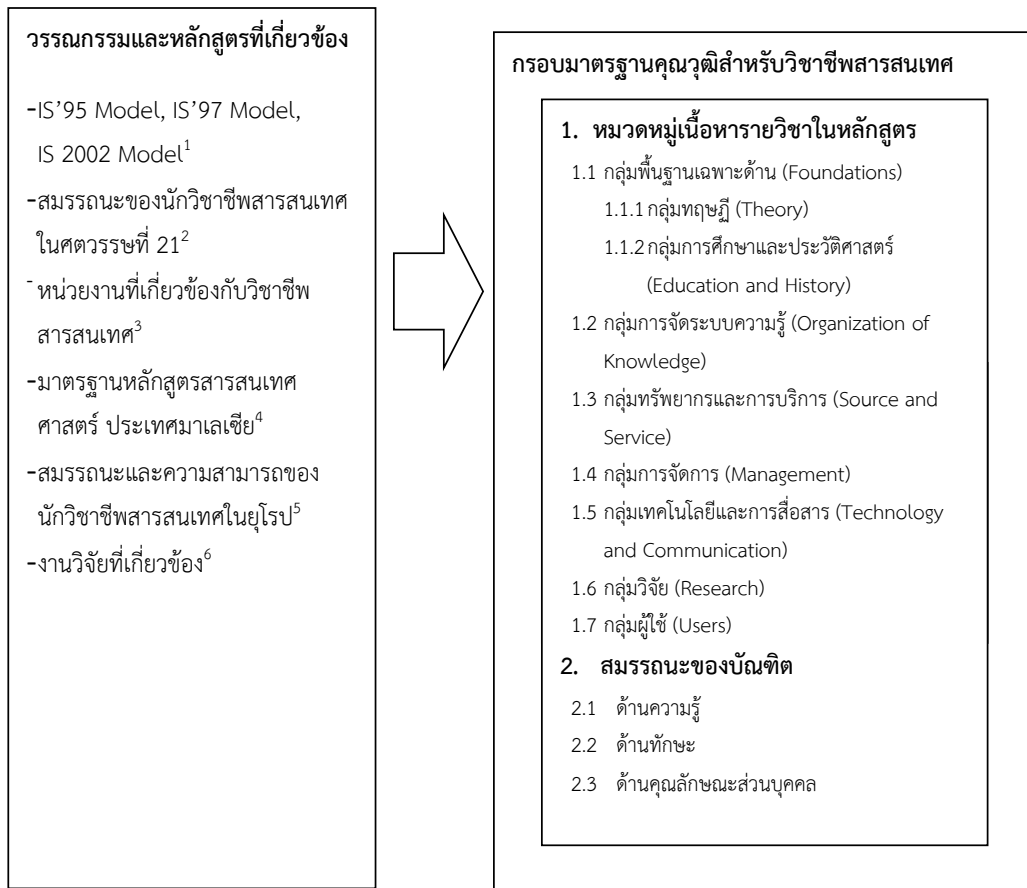 วรรณกรรมและหลักสูตรที่เกี่ยวข้อง
-IS’95 Model, IS’97 Model,
IS 2002 Model1
-สมรรถนะของนักวิชาชีพสารสนเทศ
ในศตวรรษที่ 212
- หน่วยงานที่เกี่ยวข้องกับวิชาชีพ
สารสนเทศ3
-มาตรฐานหลักสูตรสารสนเทศ
ศาสตร์ ประเทศมาเลเซีย4
-สมรรถนะและความสามารถของ
นักวิชาชีพสารสนเทศในยุโรป5
-งานวิจัยที่เกี่ยวข้อง6
กรอบมาตรฐานคุณวุฒิสำหรับวิชาชีพสารสนเทศ
1. หมวดหมู่เนื้อหารายวิชาในหลักสูตร
1.1 กลุ่มพื้นฐานเฉพาะด้าน (Foundations)
1.1.1 กลุ่มทฤษฏี (Theory)
1.1.2 กลุ่มการศึกษาและประวัติศาสตร์
(Education and History)
1.2 กลุ่มการจัดระบบความรู้ (Organization of
Knowledge)
1.3 กลุ่มทรัพยากรและการบริการ (Source and
Service)
1.4 กลุ่มการจัดการ (Management)
1.5 กลุ่มเทคโนโลยีและการสื่อสาร (Technology
and Communication)
1.6 กลุ่มวิจัย (Research)
1.7 กลุ่มผู้ใช้ (Users)
2. สมรรถนะของบัณฑิต
2.1 ด้านความรู้
2.2 ด้านทักษะ
2.3 ด้านคุณลักษณะส่วนบุคคล